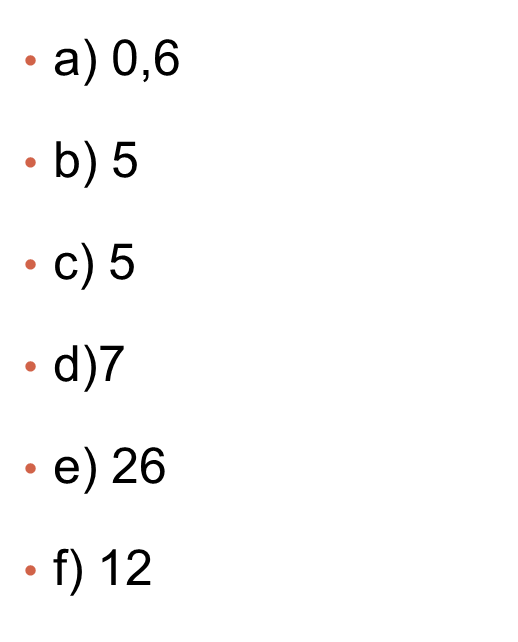 • a) 0,6
• b) 5
• c) 5
• d)7
• e) 26
• f) 12